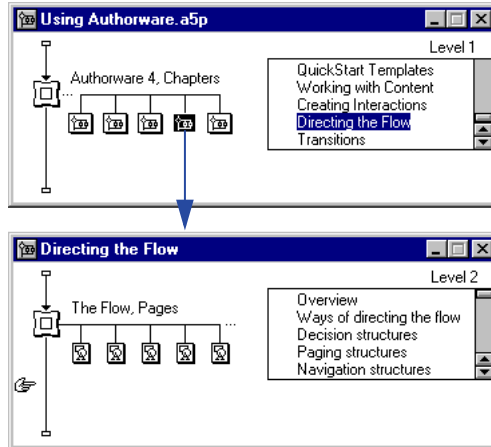 Using Authorware.a5p
Level 1
Authorware 4, Chapters
...
QuickStart Templates
Working with Content
Creating Interactions
Directing the Flow
Transitions
Directing the Flow
Level 2
The Flow, Pages
...
Overview
Ways of directing the flow
Decision structures
Paging structures
Navigation structures